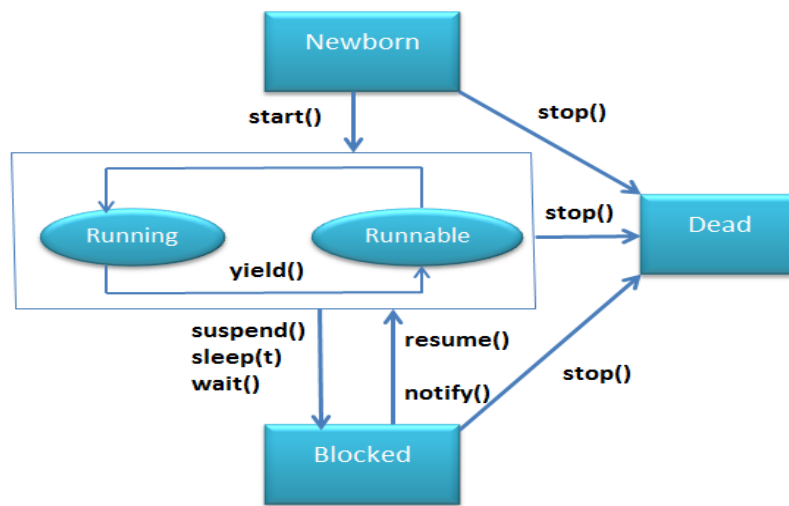 Newborn
start()
stop()
Running
Runnable
stop()
Dead
yield()
suspend()
sleep(t)
wait()
resume()
notify()
stop()
Blocked